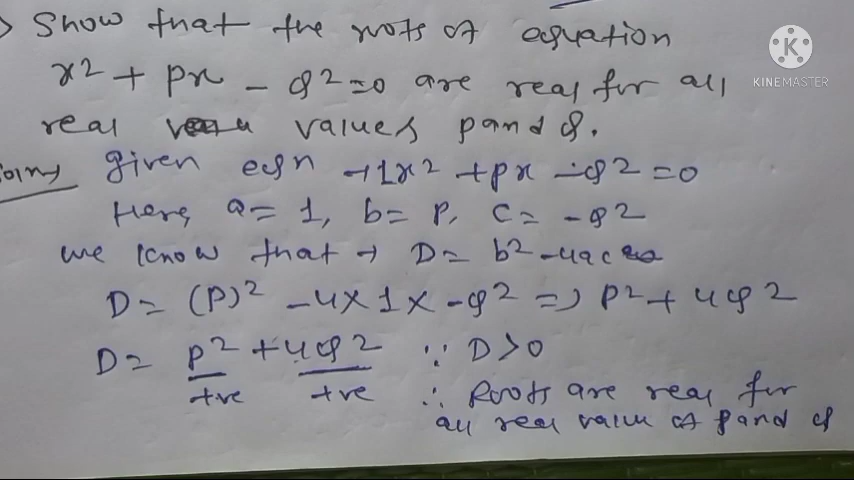 Show that the roots of equation
x² + px - q² = 0 are real for all
real values p and q.
Soln → Given eqn → 1x² + px - q² = 0
Here, a = 1, b = p, c = -q²
we know that → D = b² - 4ac
D = (p)² - 4 × 1 × -q² => p² + 4q²
D = p² + 4q² ∵ D > 0
+ve +ve ∴ Roots are real for
all real value of p and q
K
KINEMASTER